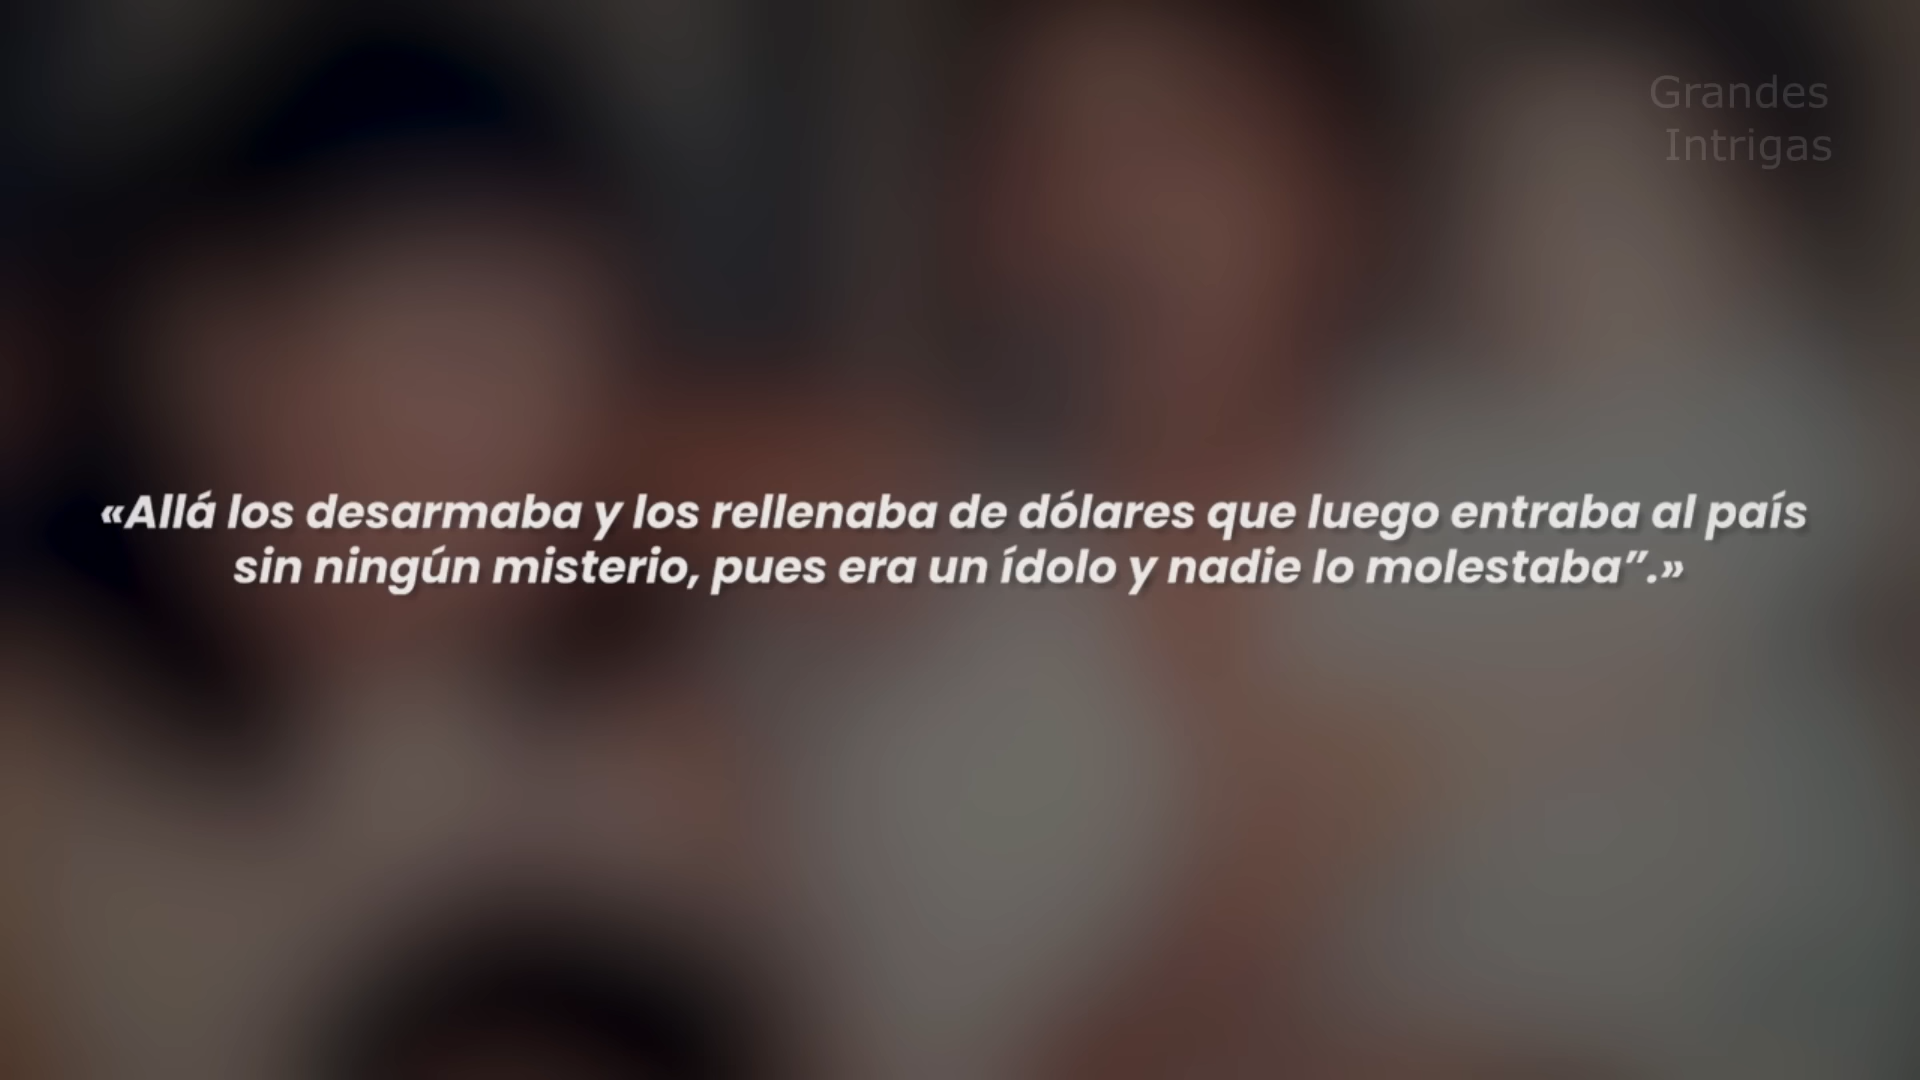 Grandes
Intrigas
«Allá los desarmaba y los rellenaba de dólares que luego entraba al país
sin ningún misterio, pues era un ídolo y nadie lo molestaba”.»